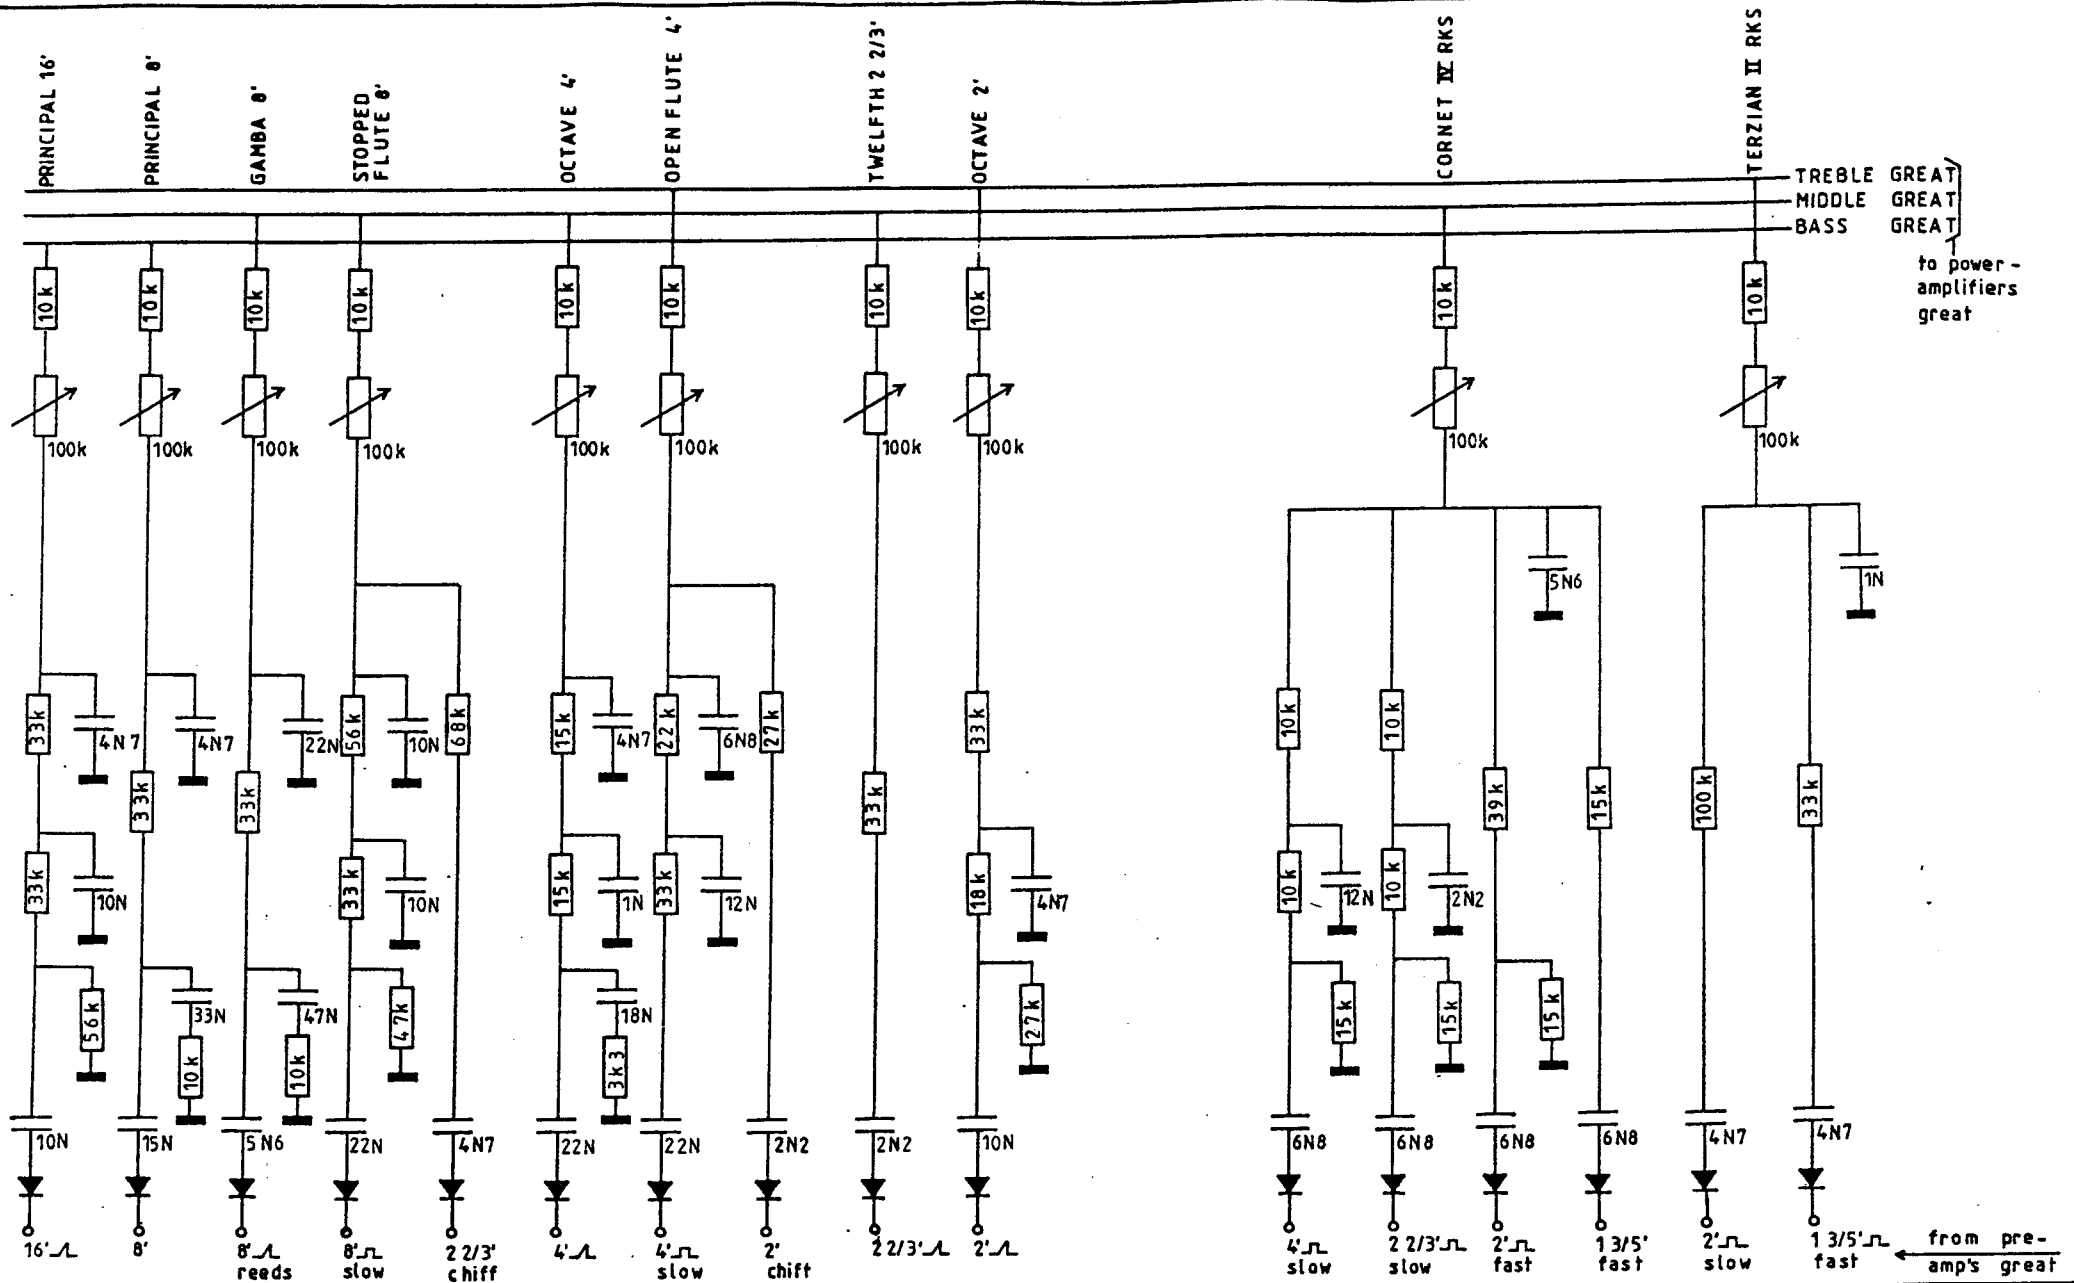 PRINCIPAL 16'
PRINCIPAL 8'
GAMBA 8'
STOPPED
FLUTE 8'
OCTAVE 4'
OPEN FLUTE 4'
TWELFTH 2 2/3'
OCTAVE 2'
CORNET IV RKS
TERZIAN II RKS
TREBLE GREAT
MIDDLE GREAT
BASS GREAT
to power-
amplifiers
great
10k 10k 10k 10k 10k 10k 10k 10k 10k 10k
100k 100k 100k 100k 100k 100k 100k 100k 100k 100k
5N6 1N
33k 4N7 4N7 22N 56k 10N 68k 15k 4N7 22k 6N8 27k 33k 10k 10k
33k 33k 33k 39k 15k 100k 33k
33k 10N 33k 10N 15k 1N 33k 12N 18k 4N7 10k 12N 10k 2N2
56k 33N 47N 47k 18N 27k 15k 15k 15k
10k 10k 3k3
10N 15N 5N6 22N 4N7 22N 22N 2N2 2N2 10N 6N8 6N8 6N8 6N8 4N7 4N7
16'
8'
8'
reeds
8'
slow
2 2/3'
chiff
4'
4'
slow
2'
chift
2 2/3'
2'
4'
slow
2 2/3'
slow
2'
fast
1 3/5'
fast
2'
slow
1 3/5'
fast
from pre-
amp's great